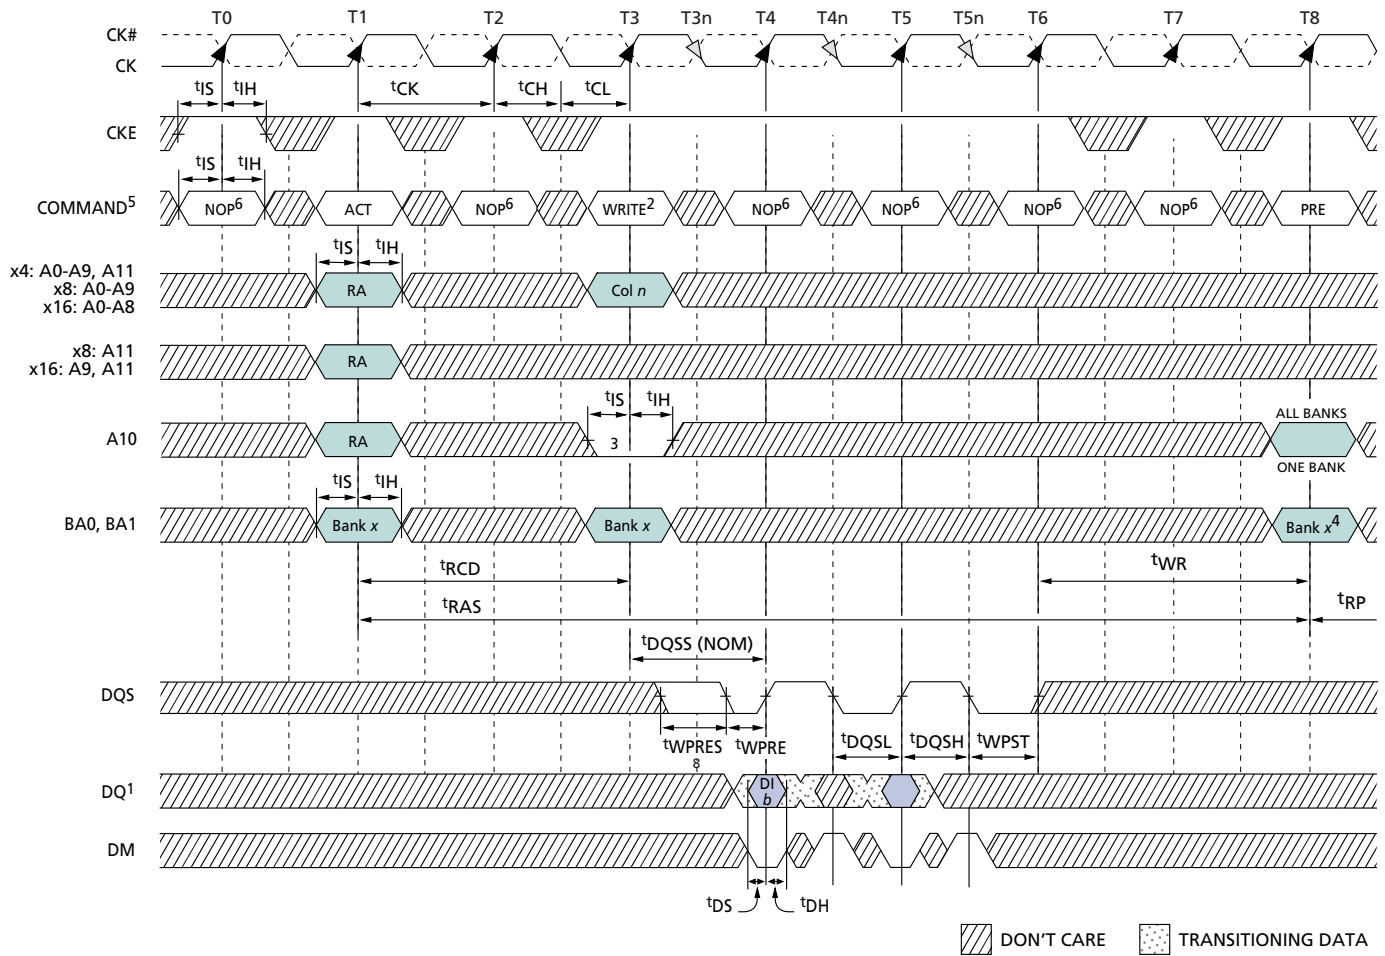 T0 T1 T2 T3 T3n T4 T4n T5 T5n T6 T7 T8
CK#
CK
tIS tIH tCK tCH tCL
CKE
tIS tIH
COMMAND5 NOP6 ACT NOP6 WRITE2 NOP6 NOP6 NOP6 NOP6 PRE
tIS tIH
x4: A0-A9, A11
x8: A0-A9
x16: A0-A8
RA Col n
x8: A11
x16: A9, A11
RA
tIS tIH
ALL BANKS
A10 RA 3
ONE BANK
tIS tIH
BA0, BA1 Bank x Bank x Bank x4
tRCD tWR
tRAS tRP
tDQSS (NOM)
DQS
tWPRES tWPRE tDQSL tDQSH tWPST
8
DQ1 DI
b
DM
tDS tDH
DON'T CARE TRANSITIONING DATA